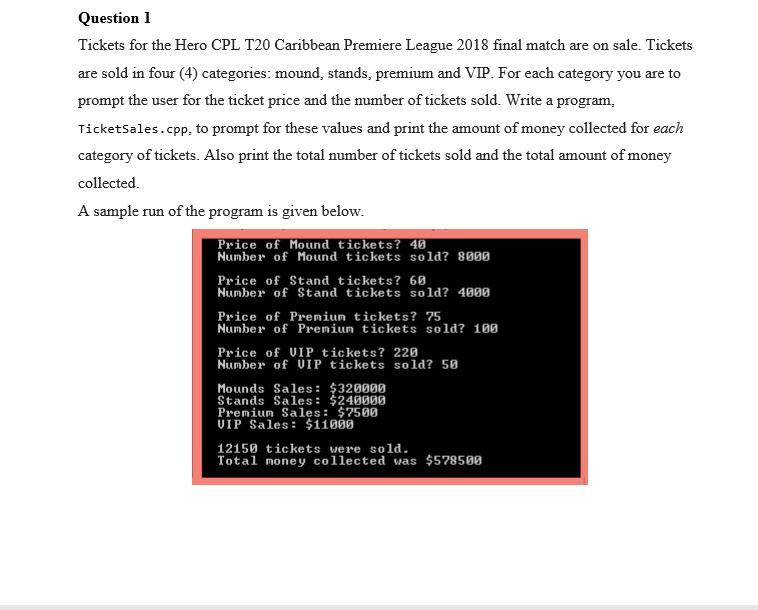 Question 1
Tickets for the Hero CPL T20 Caribbean Premiere League 2018 final match are on sale. Tickets
are sold in four (4) categories: mound, stands, premium and VIP. For each category you are to
prompt the user for the ticket price and the number of tickets sold. Write a program,
TicketSales.cpp, to prompt for these values and print the amount of money collected for each
category of tickets. Also print the total number of tickets sold and the total amount of money
collected.
A sample run of the program is given below.
Price of Mound tickets? 40
Number of Mound tickets sold? 8000
Price of Stand tickets? 60
Number of Stand tickets sold? 4000
Price of Premium tickets? 75
Number of Premium tickets sold? 100
Price of VIP tickets? 220
Number of VIP tickets sold? 50
Mounds Sales: $320000
Stands Sales: $240000
Premium Sales: $7500
VIP Sales: $11000
12150 tickets were sold.
Total money collected was $578500